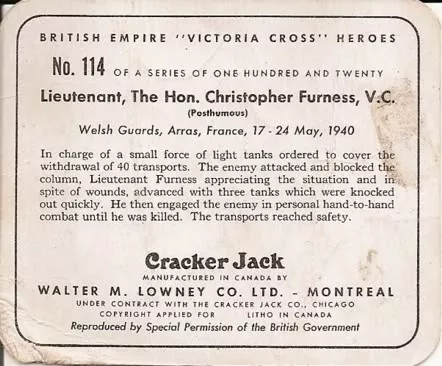 BRITISH EMPIRE "VICTORIA CROSS" HEROES
No. 114 OF A SERIES OF ONE HUNDRED AND TWENTY
Lieutenant, The Hon. Christopher Furness, V.C.
(Posthumous)
Welsh Guards, Arras, France, 17 - 24 May, 1940
In charge of a small force of light tanks ordered to cover the
withdrawal of 40 transports. The enemy attacked and blocked the
column, Lieutenant Furness appreciating the situation and in
spite of wounds, advanced with three tanks which were knocked
out quickly. He then engaged the enemy in personal hand-to-hand
combat until he was killed. The transports reached safety.
Cracker Jack
MANUFACTURED IN CANADA BY
WALTER M. LOWNEY CO. LTD. - MONTREAL
UNDER CONTRACT WITH THE CRACKER JACK CO., CHICAGO
COPYRIGHT APPLIED FOR LITHO IN CANADA
Reproduced by Special Permission of the British Government